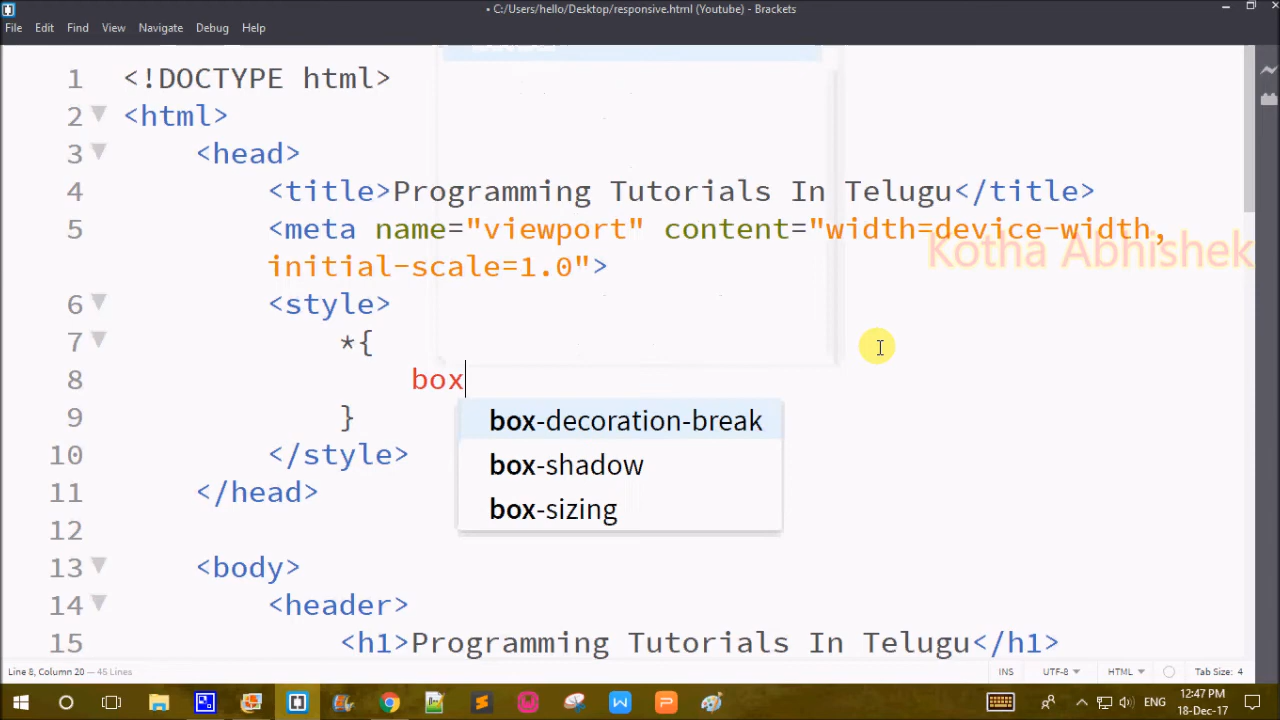 • C:/Users/hello/Desktop/responsive.html (Youtube) - Brackets
File Edit Find View Navigate Debug Help
1 <!DOCTYPE html>
2 <html>
3 <head>
4 <title>Programming Tutorials In Telugu</title>
5 <meta name="viewport" content="width=device-width,
initial-scale=1.0">
Kotha Abhishek
6 <style>
7 *{
8 box
box-decoration-break
9 }
box-shadow
10 </style>
11 </head>
box-sizing
12
13 <body>
14 <header>
15 <h1>Programming Tutorials In Telugu</h1>
Line 8, Column 20 — 45 Lines INS UTF-8 HTML Tab Size: 4
ENG 12:47 PM
18-Dec-17